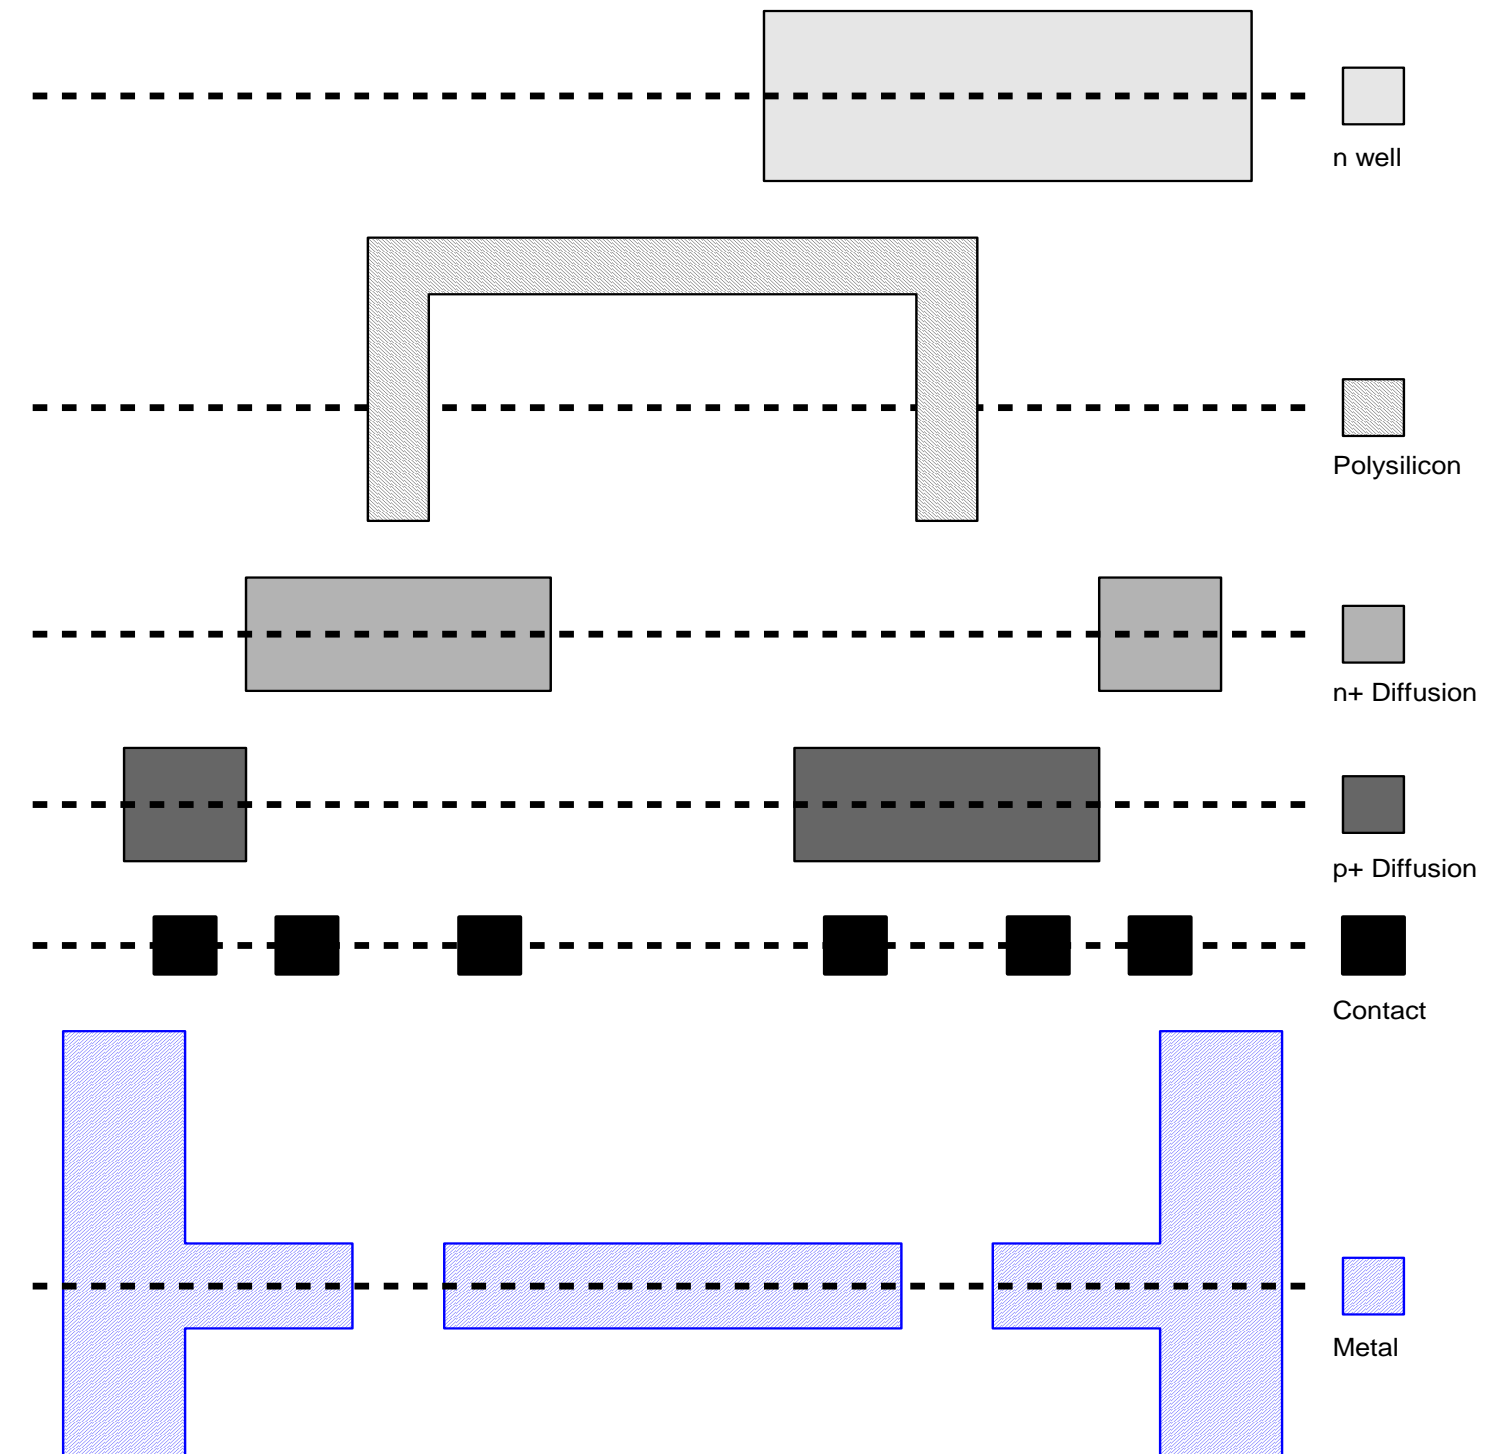 n well
Polysilicon
n+ Diffusion
p+ Diffusion
Contact
Metal